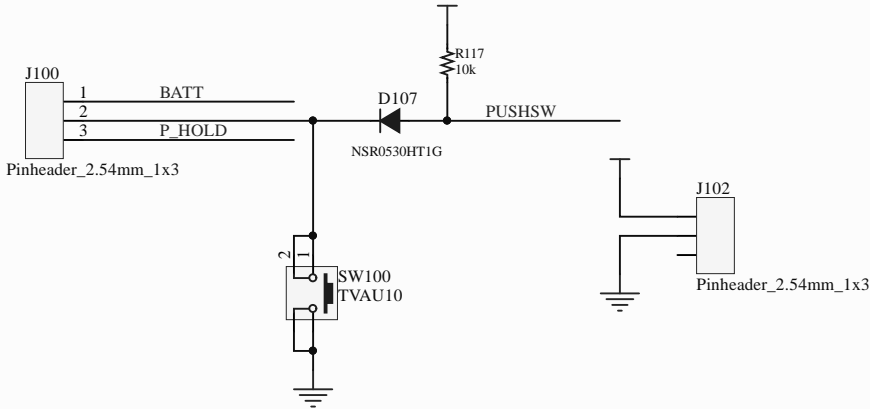 R117
10k
J100
1
BATT
2
D107
PUSHSW
3
P_HOLD
NSR0530HT1G
Pinheader_2.54mm_1x3
J102
2
1
SW100
TVAU10
Pinheader_2.54mm_1x3